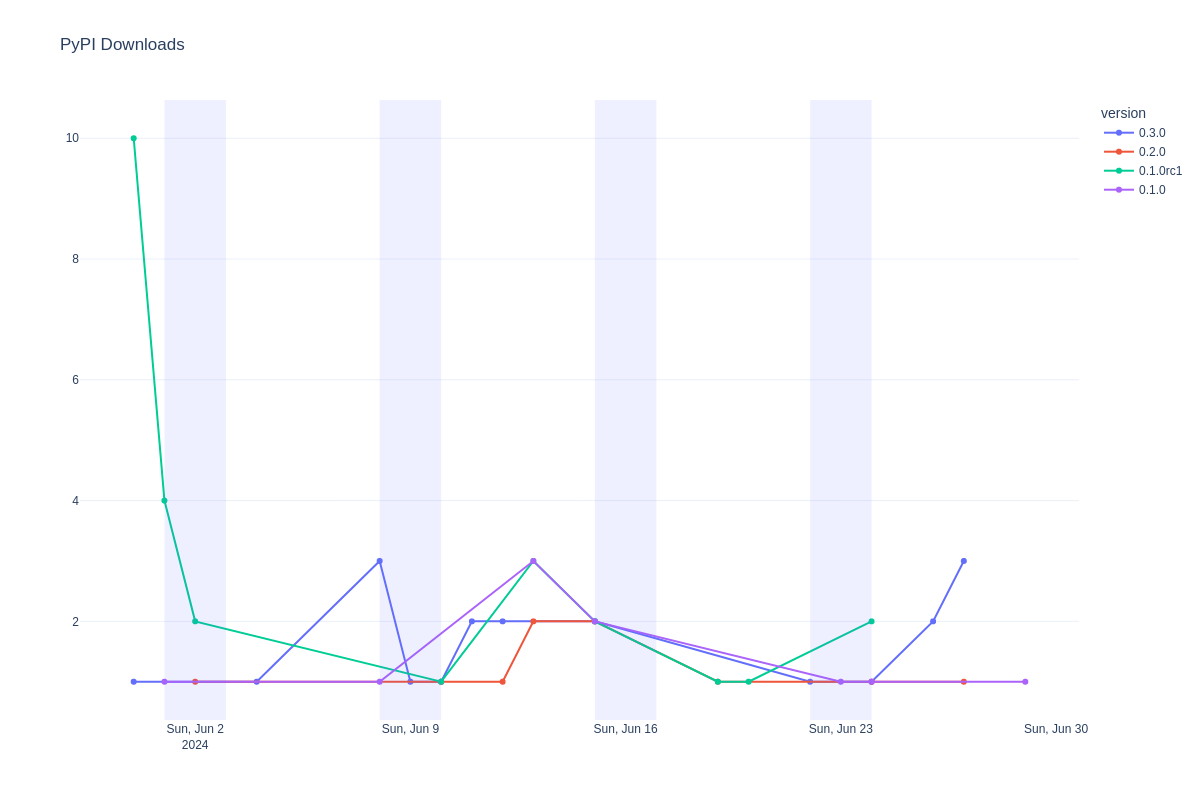 PyPI Downloads
version
0.3.0
0.2.0
0.1.0rc1
0.1.0
10
8
6
4
2
Sun, Jun 2
2024
Sun, Jun 9
Sun, Jun 16
Sun, Jun 23
Sun, Jun 30